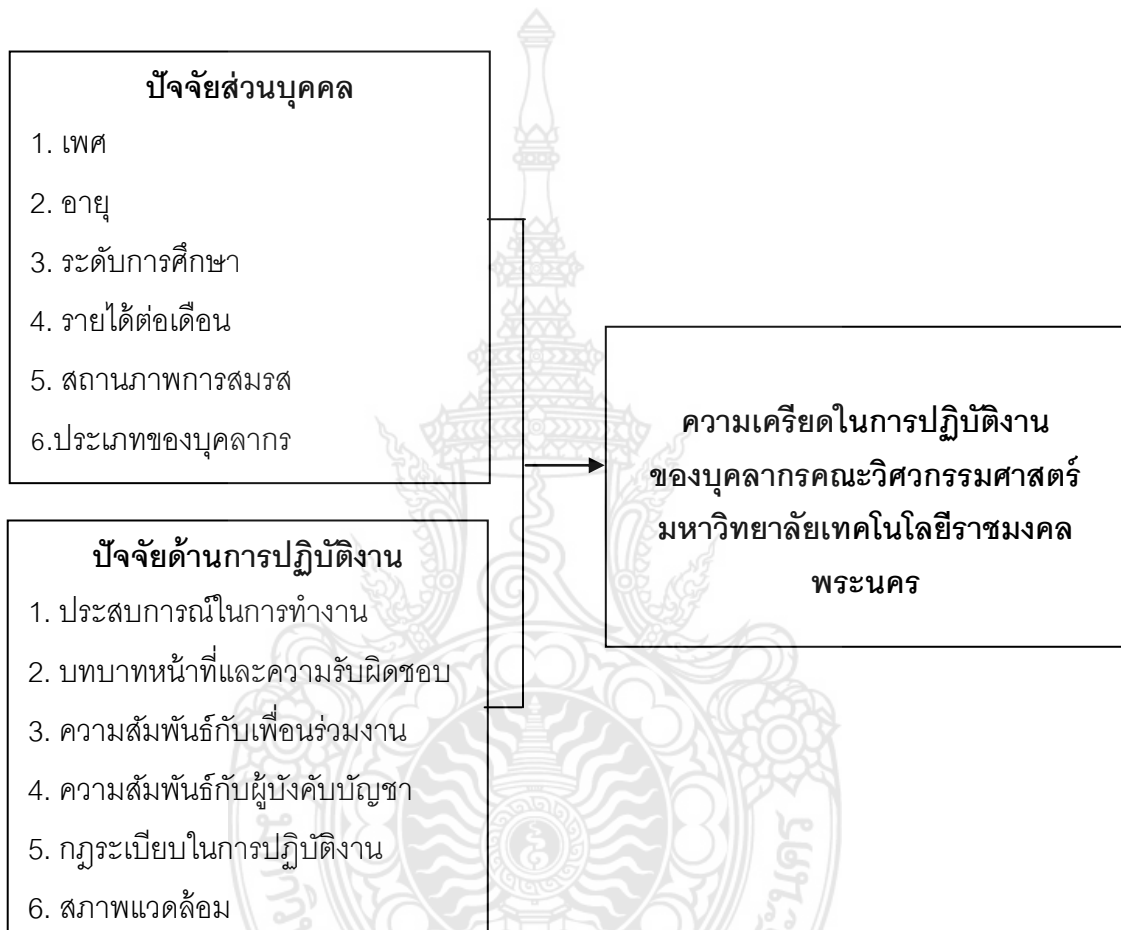 ปัจจัยส่วนบุคคล
1. เพศ
2. อายุ
3. ระดับการศึกษา
4. รายได้ต่อเดือน
5. สถานภาพการสมรส
6.ประเภทของบุคลากร
ปัจจัยด้านการปฏิบัติงาน
1. ประสบการณ์ในการทำงาน
2. บทบาทหน้าที่และความรับผิดชอบ
3. ความสัมพันธ์กับเพื่อนร่วมงาน
4. ความสัมพันธ์กับผู้บังคับบัญชา
5. กฎระเบียบในการปฏิบัติงาน
6. สภาพแวดล้อม
ความเครียดในการปฏิบัติงาน
ของบุคลากรคณะวิศวกรรมศาสตร์
มหาวิทยาลัยเทคโนโลยีราชมงคล
พระนคร